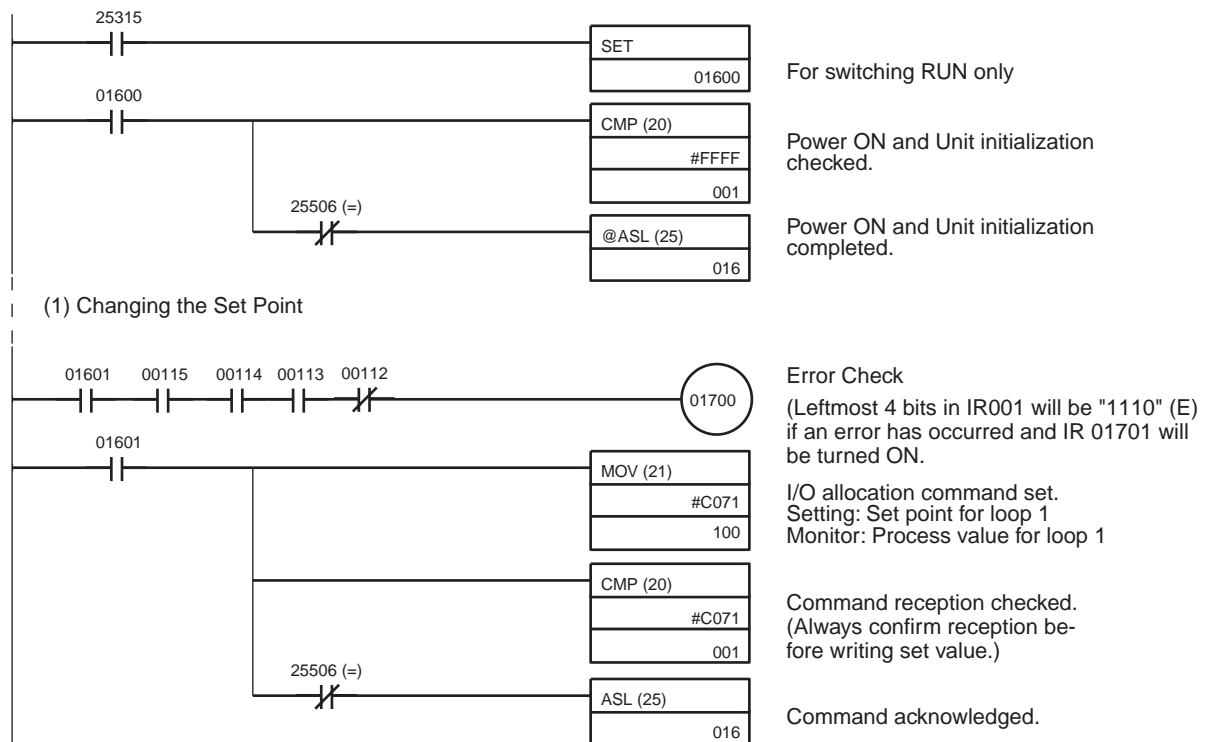 25315
SET
01600
For switching RUN only
01600
CMP (20)
#FFFF
001
Power ON and Unit initialization
checked.
25506 (=)
@ASL (25)
016
Power ON and Unit initialization
completed.
(1) Changing the Set Point
01601 00115 00114 00113 00112
01700
Error Check
(Leftmost 4 bits in IR001 will be "1110" (E)
if an error has occurred and IR 01701 will
be turned ON.
01601
MOV (21)
#C071
100
I/O allocation command set.
Setting: Set point for loop 1
Monitor: Process value for loop 1
CMP (20)
#C071
001
Command reception checked.
(Always confirm reception be-
fore writing set value.)
25506 (=)
ASL (25)
016
Command acknowledged.